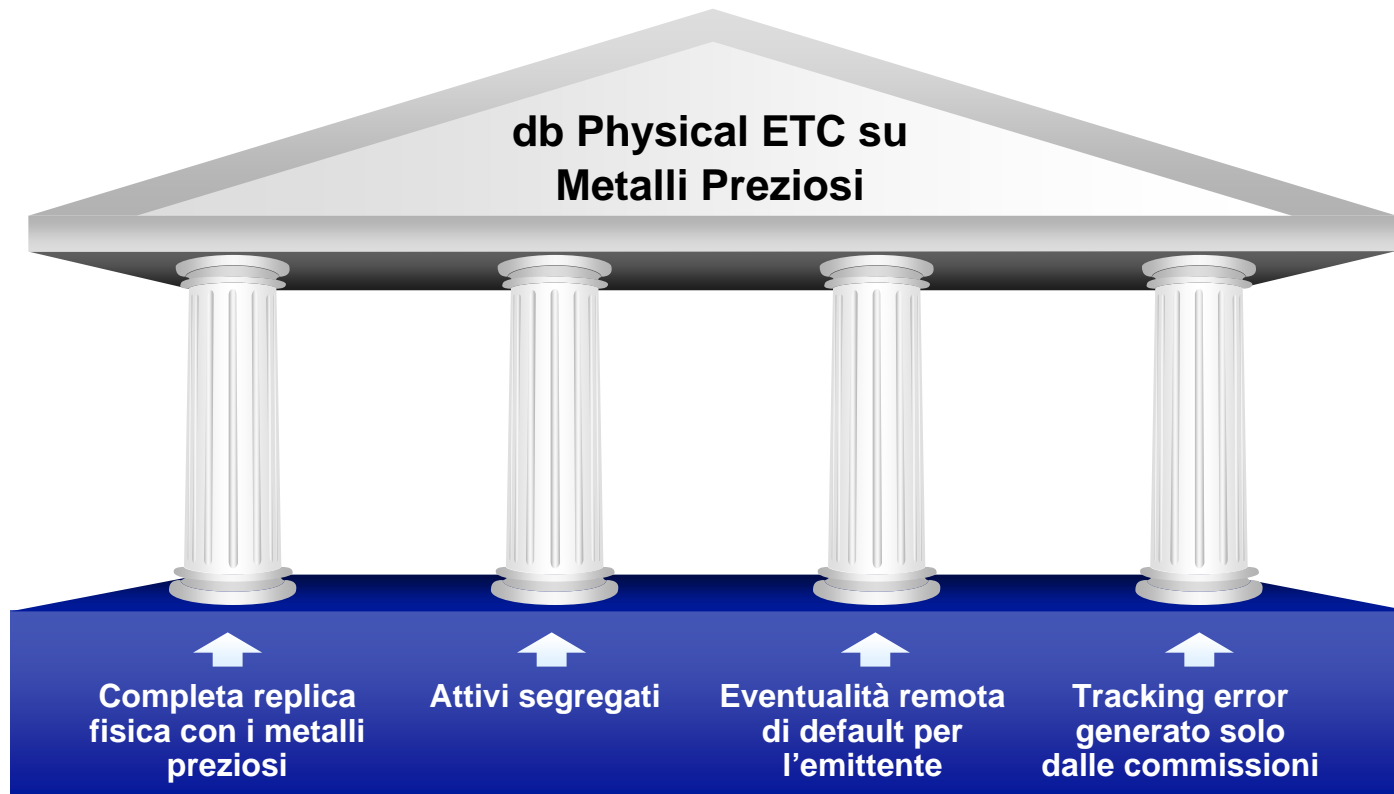 db Physical ETC su
Metalli Preziosi
Completa replica
fisica con i metalli
preziosi
Attivi segregati
Eventualità remota
di default per
l'emittente
Tracking error
generato solo
dalle commissioni